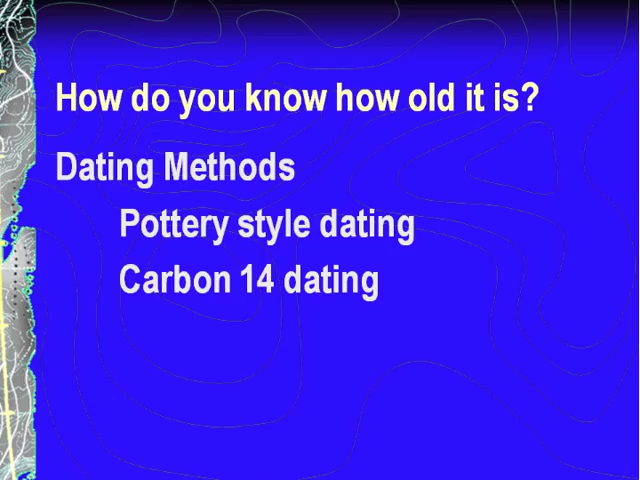 How do you know how old it is?
Dating Methods
Pottery style dating
Carbon 14 dating